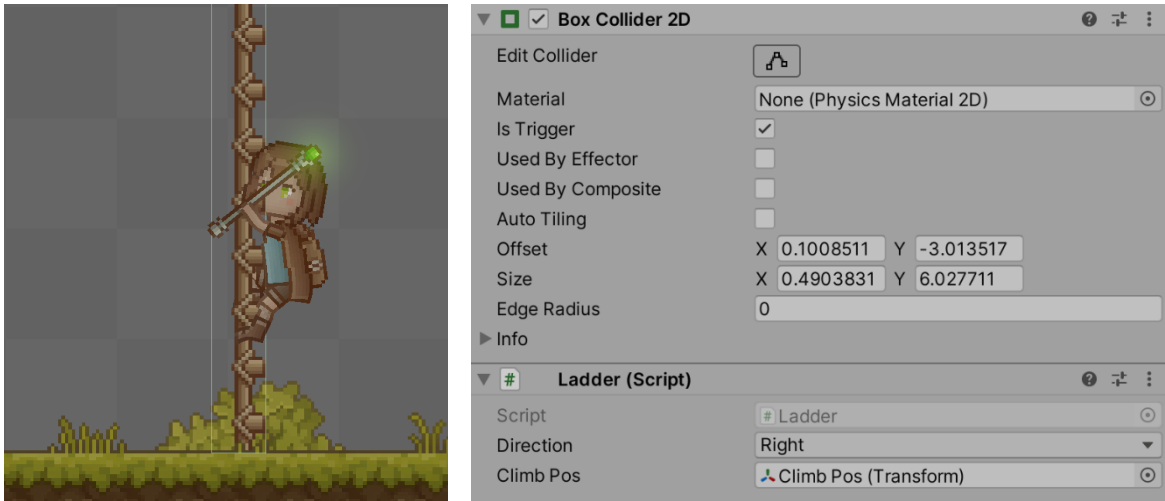 Box Collider 2D
Edit Collider
Material None (Physics Material 2D)
Is Trigger
Used By Effector
Used By Composite
Auto Tiling
Offset X 0.1008511 Y -3.013517
Size X 0.4903831 Y 6.027711
Edge Radius 0
Info
# Ladder (Script)
Script # Ladder
Direction Right
Climb Pos Climb Pos (Transform)